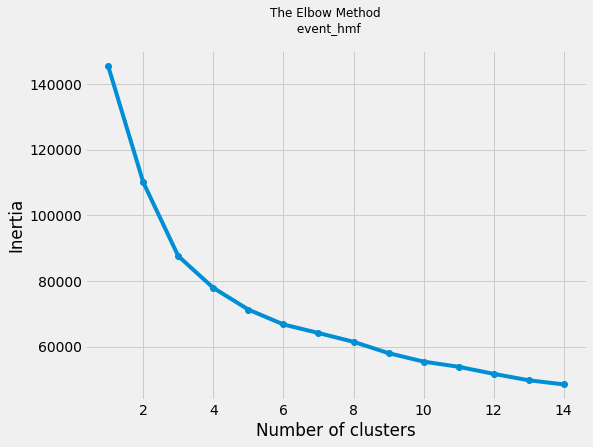 The Elbow Method
event_hmf
140000
120000
100000
80000
60000
Inertia
2 4 6 8 10 12 14
Number of clusters